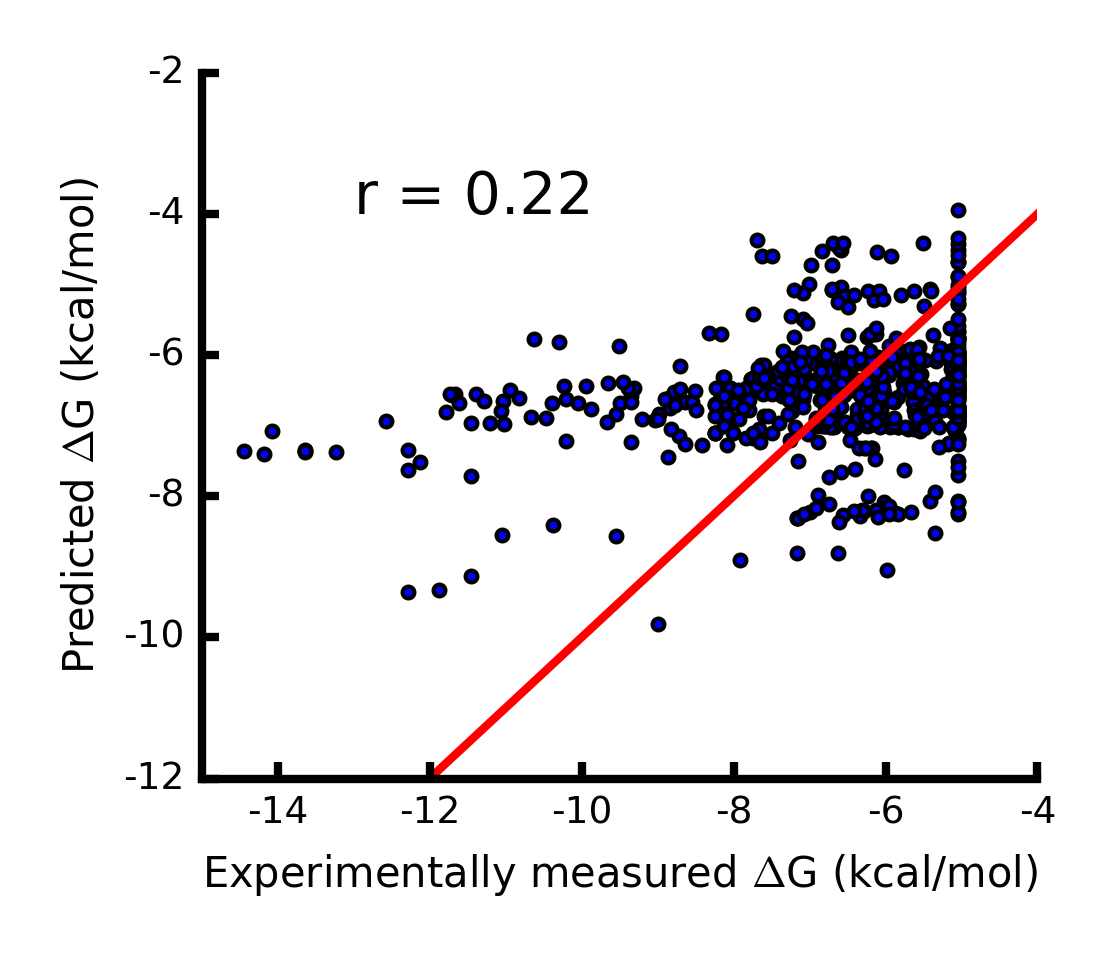 -2
r = 0.22
-4
-6
-8
-10
-12
Predicted ΔG (kcal/mol)
-14 -12 -10 -8 -6 -4
Experimentally measured ΔG (kcal/mol)